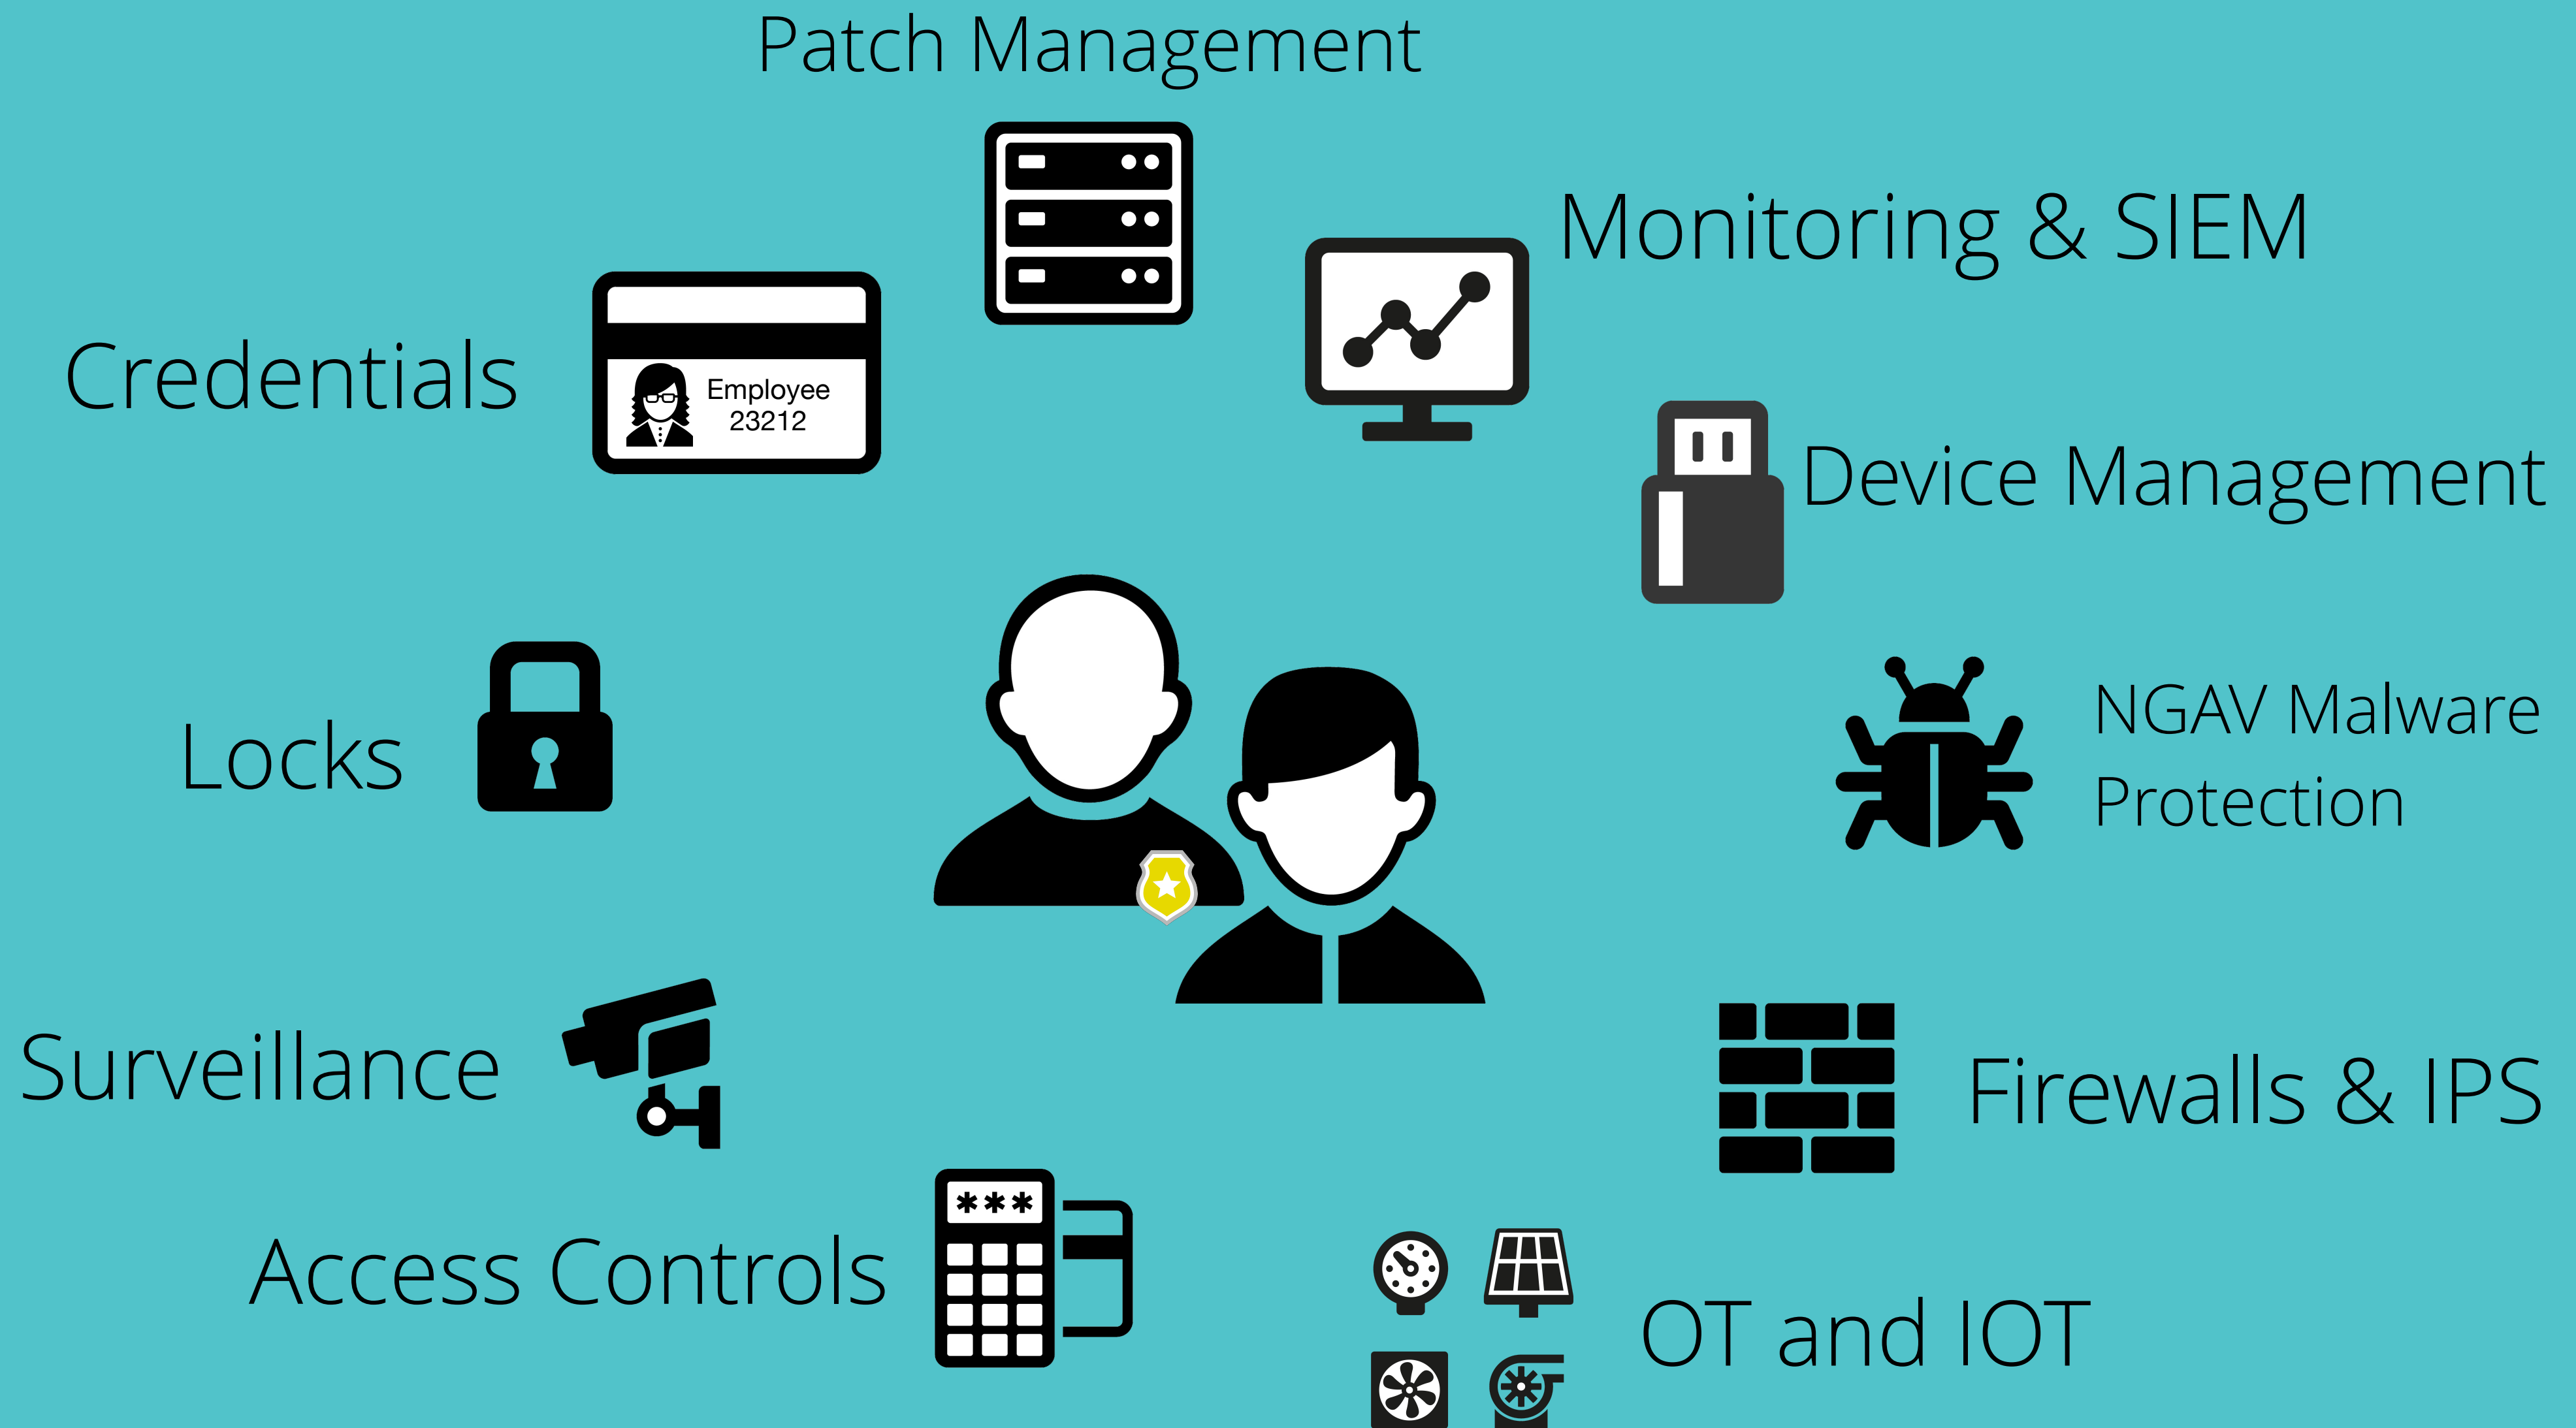 Patch Management
Monitoring & SIEM
Credentials
Employee
23212
Device Management
Locks
NGAV Malware
Protection
Surveillance
Firewalls & IPS
***
Access Controls
OT and IOT